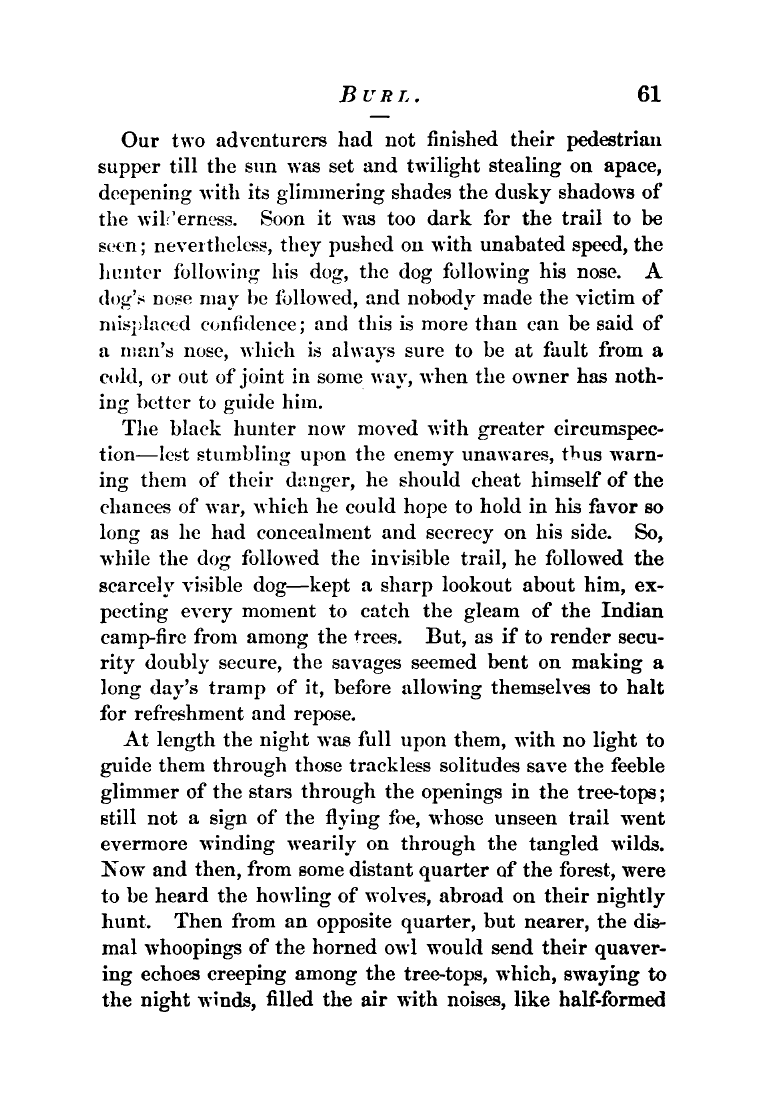 BURL. 61
Our two adventurers had not finished their pedestrian
supper till the sun was set and twilight stealing on apace,
deepening with its glimmering shades the dusky shadows of
the wil'erness. Soon it was too dark for the trail to be
seen; nevertheless, they pushed on with unabated speed, the
hunter following his dog, the dog following his nose. A
dog's nose may be followed, and nobody made the victim of
misplaced confidence; and this is more than can be said of
a man's nose, which is always sure to be at fault from a
cold, or out of joint in some way, when the owner has noth-
ing better to guide him.
The black hunter now moved with greater circumspec-
tion—lest stumbling upon the enemy unawares, thus warn-
ing them of their danger, he should cheat himself of the
chances of war, which he could hope to hold in his favor so
long as he had concealment and secrecy on his side. So,
while the dog followed the invisible trail, he followed the
scarcely visible dog—kept a sharp lookout about him, ex-
pecting every moment to catch the gleam of the Indian
camp-fire from among the trees. But, as if to render secu-
rity doubly secure, the savages seemed bent on making a
long day's tramp of it, before allowing themselves to halt
for refreshment and repose.
At length the night was full upon them, with no light to
guide them through those trackless solitudes save the feeble
glimmer of the stars through the openings in the tree-tops;
still not a sign of the flying foe, whose unseen trail went
evermore winding wearily on through the tangled wilds.
Now and then, from some distant quarter of the forest, were
to be heard the howling of wolves, abroad on their nightly
hunt. Then from an opposite quarter, but nearer, the dis-
mal whoopings of the horned owl would send their quaver-
ing echoes creeping among the tree-tops, which, swaying to
the night winds, filled the air with noises, like half-formed